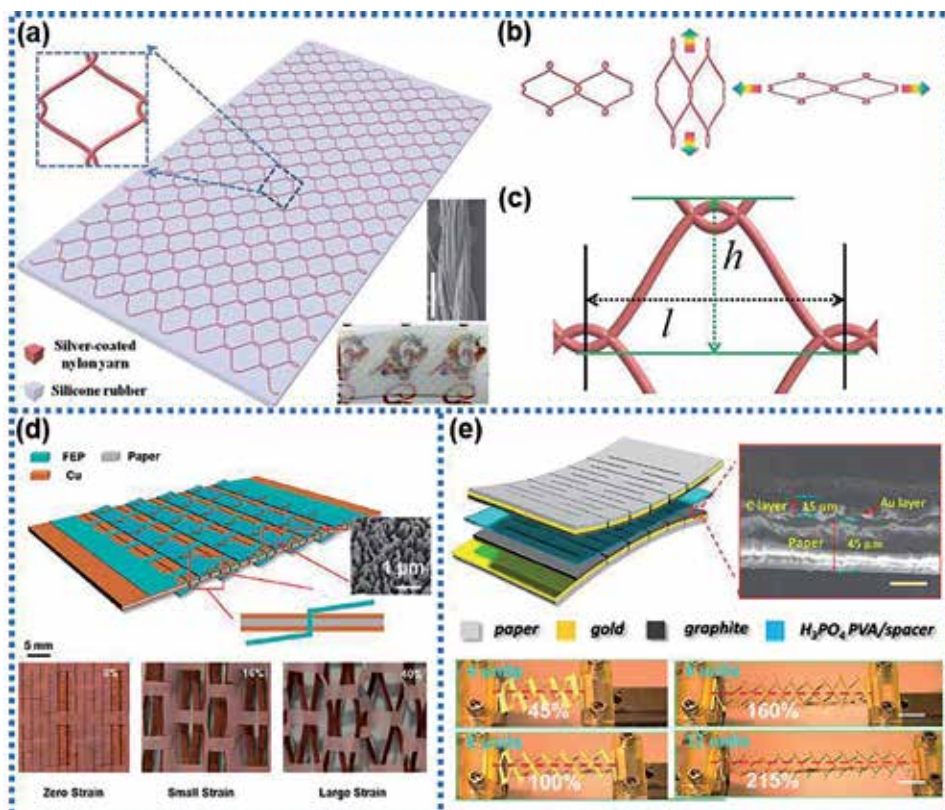 (a)
Silver-coated
nylon yarn
Silicone rubber
(b)
(c)
h
l
(d)
FEP
Paper
Cu
1 μm
5 mm
0%
16%
40%
Zero Strain
Small Strain
Large Strain
(e)
C layer
15 μm
Au layer
Paper
45 μm
paper
gold
graphite
H₃PO₄ PVA/spacer
45%
160%
100%
215%